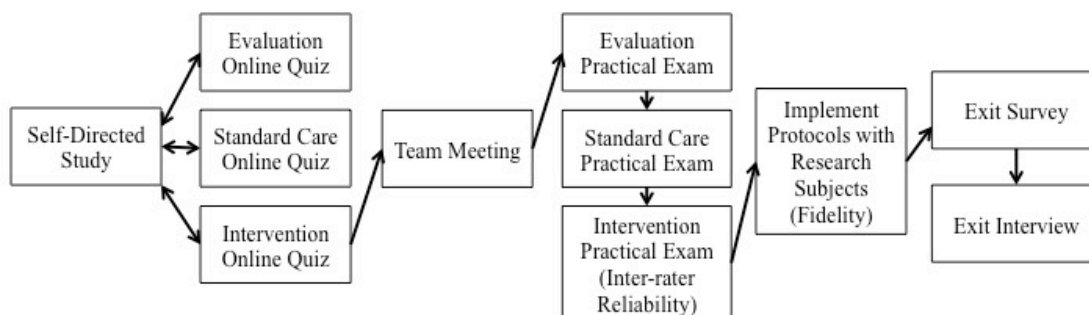 Self-Directed
Study
Evaluation
Online Quiz
Standard Care
Online Quiz
Intervention
Online Quiz
Team Meeting
Evaluation
Practical Exam
Standard Care
Practical Exam
Intervention
Practical Exam
(Inter-rater
Reliability)
Implement
Protocols with
Research
Subjects
(Fidelity)
Exit Survey
Exit Interview